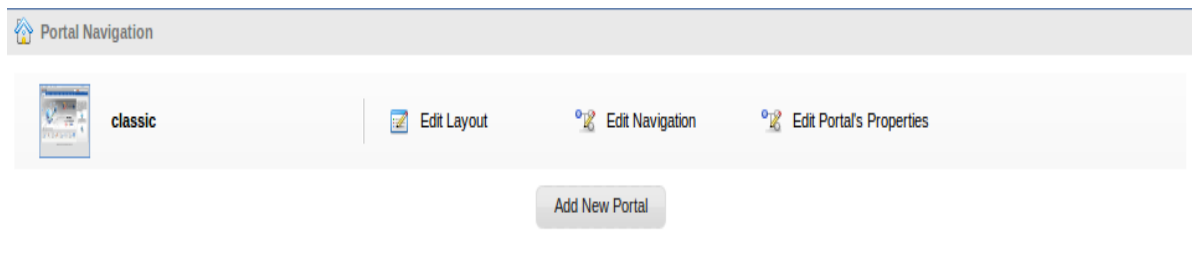 Portal Navigation
classic Edit Layout Edit Navigation Edit Portal's Properties
Add New Portal